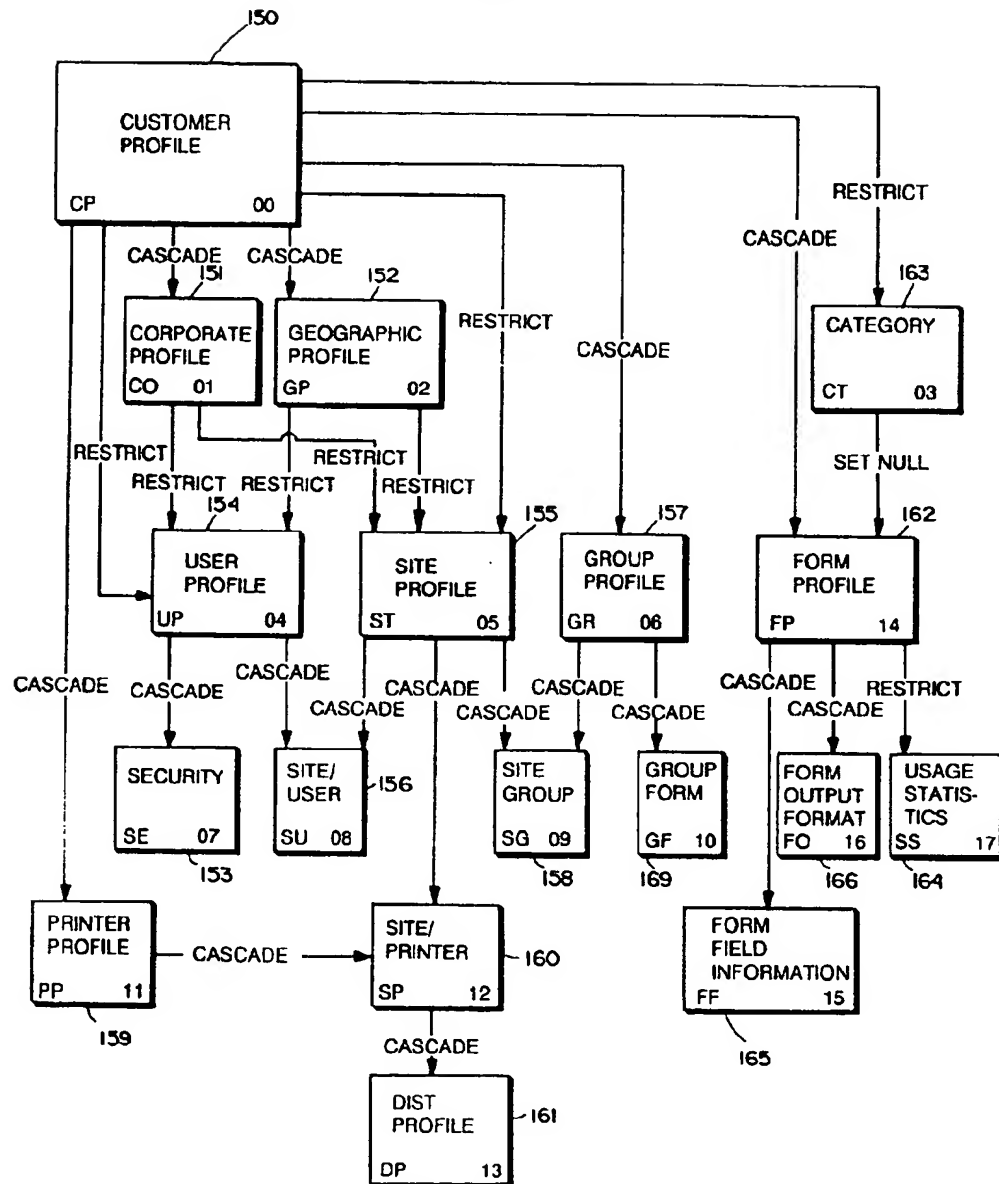 150
CUSTOMER
PROFILE
CP 00
RESTRICT
CASCADE
CASCADE CASCADE
151
152
163
CORPORATE
PROFILE
CO 01
GEOGRAPHIC
PROFILE
GP 02
RESTRICT
CASCADE
CATEGORY
CT 03
RESTRICT
RESTRICT
RESTRICT
RESTRICT
RESTRICT
SET NULL
154
155
157
162
USER
PROFILE
UP 04
SITE
PROFILE
ST 05
GROUP
PROFILE
GR 06
FORM
PROFILE
FP 14
CASCADE
CASCADE
CASCADE
CASCADE
CASCADE
CASCADE
CASCADE
CASCADE
CASCADE
CASCADE
RESTRICT
SECURITY
SE 07
153
SITE/
USER
SU 08
156
SITE
GROUP
SG 09
158
GROUP
FORM
GF 10
169
FORM
OUTPUT
FORMAT
FO 16
166
USAGE
STATIS-
TICS
SS 17
164
PRINTER
PROFILE
PP 11
159
CASCADE
SITE/
PRINTER
SP 12
160
FORM
FIELD
INFORMATION
FF 15
165
CASCADE
DIST
PROFILE
DP 13
161